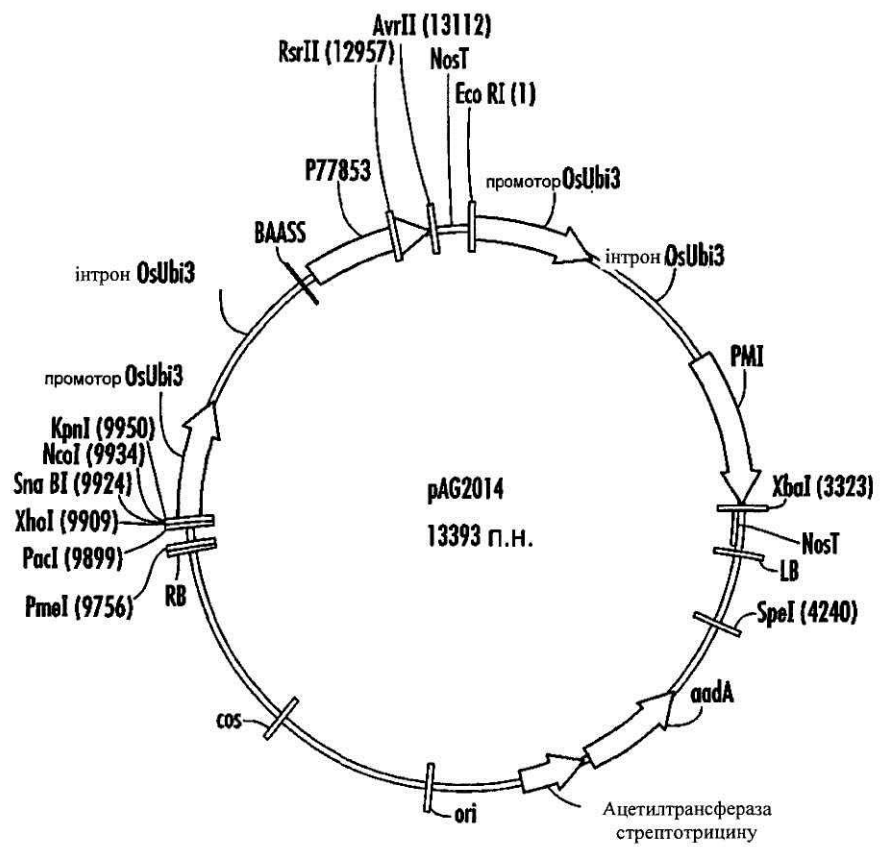 AvrII (13112)
RsrII (12957)
NosT
Eco RI (1)
P77853
промотор OsUbi3
BAASS
інтрон OsUbi3
інтрон OsUbi3
PMI
промотор OsUbi3
KpnI (9950)
NcoI (9934)
Sna BI (9924)
XhoI (9909)
PacI (9899)
PmeI (9756)
RB
pAG2014
13393 п.н.
XbaI (3323)
NosT
LB
SpeI (4240)
aadA
cos
ori
Ацетилтрансфераза
стрептотрицину